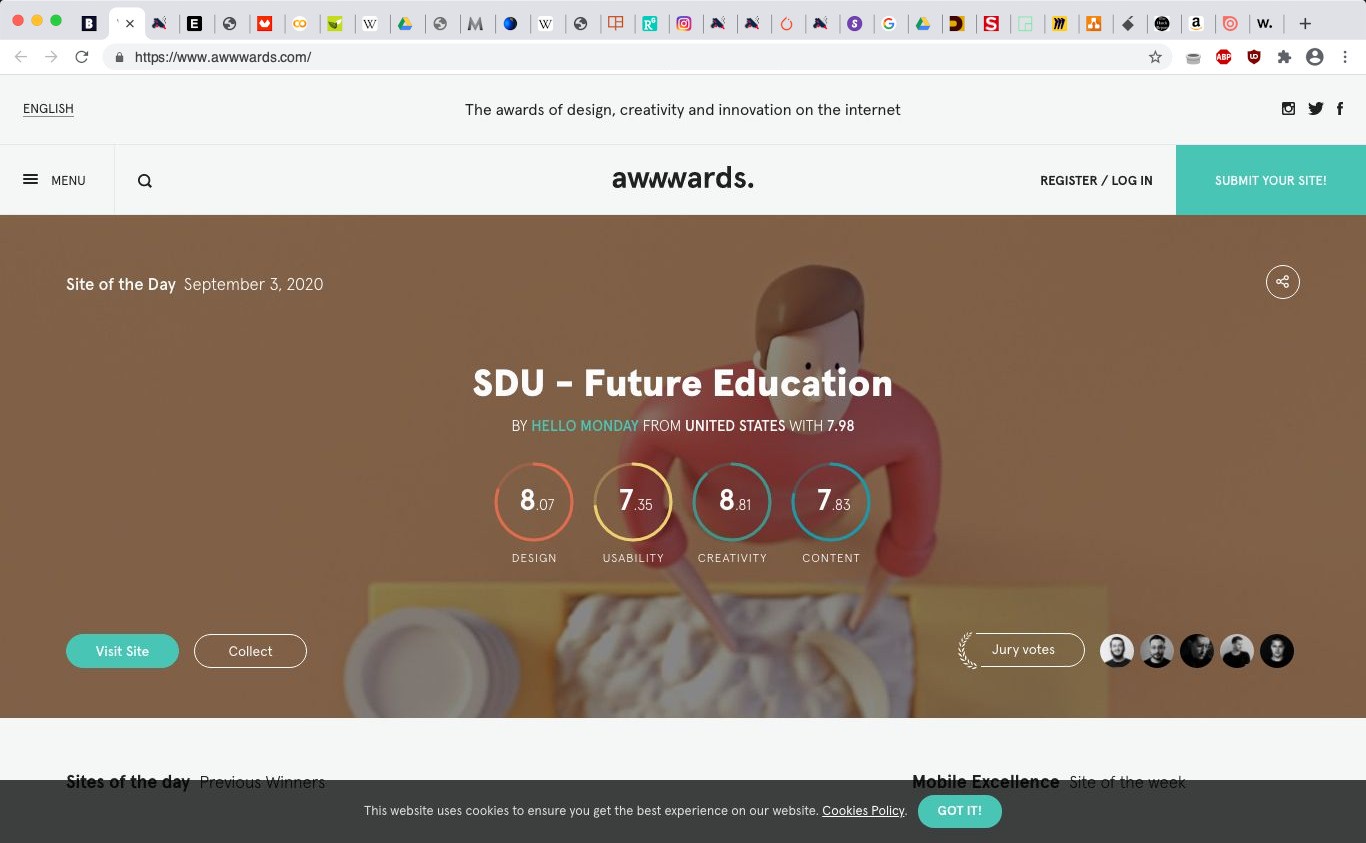 https://www.awwwards.com/
ENGLISH
The awards of design, creativity and innovation on the internet
MENU
awwwards.
REGISTER / LOG IN
SUBMIT YOUR SITE!
Site of the Day September 3, 2020
SDU – Future Education
BY HELLO MONDAY FROM UNITED STATES WITH 7.98
8.07 7.35 8.81 7.83
DESIGN USABILITY CREATIVITY CONTENT
Visit Site
Collect
Jury votes
Sites of the day Previous Winners
Mobile Excellence Site of the week
This website uses cookies to ensure you get the best experience on our website. Cookies Policy.
GOT IT!